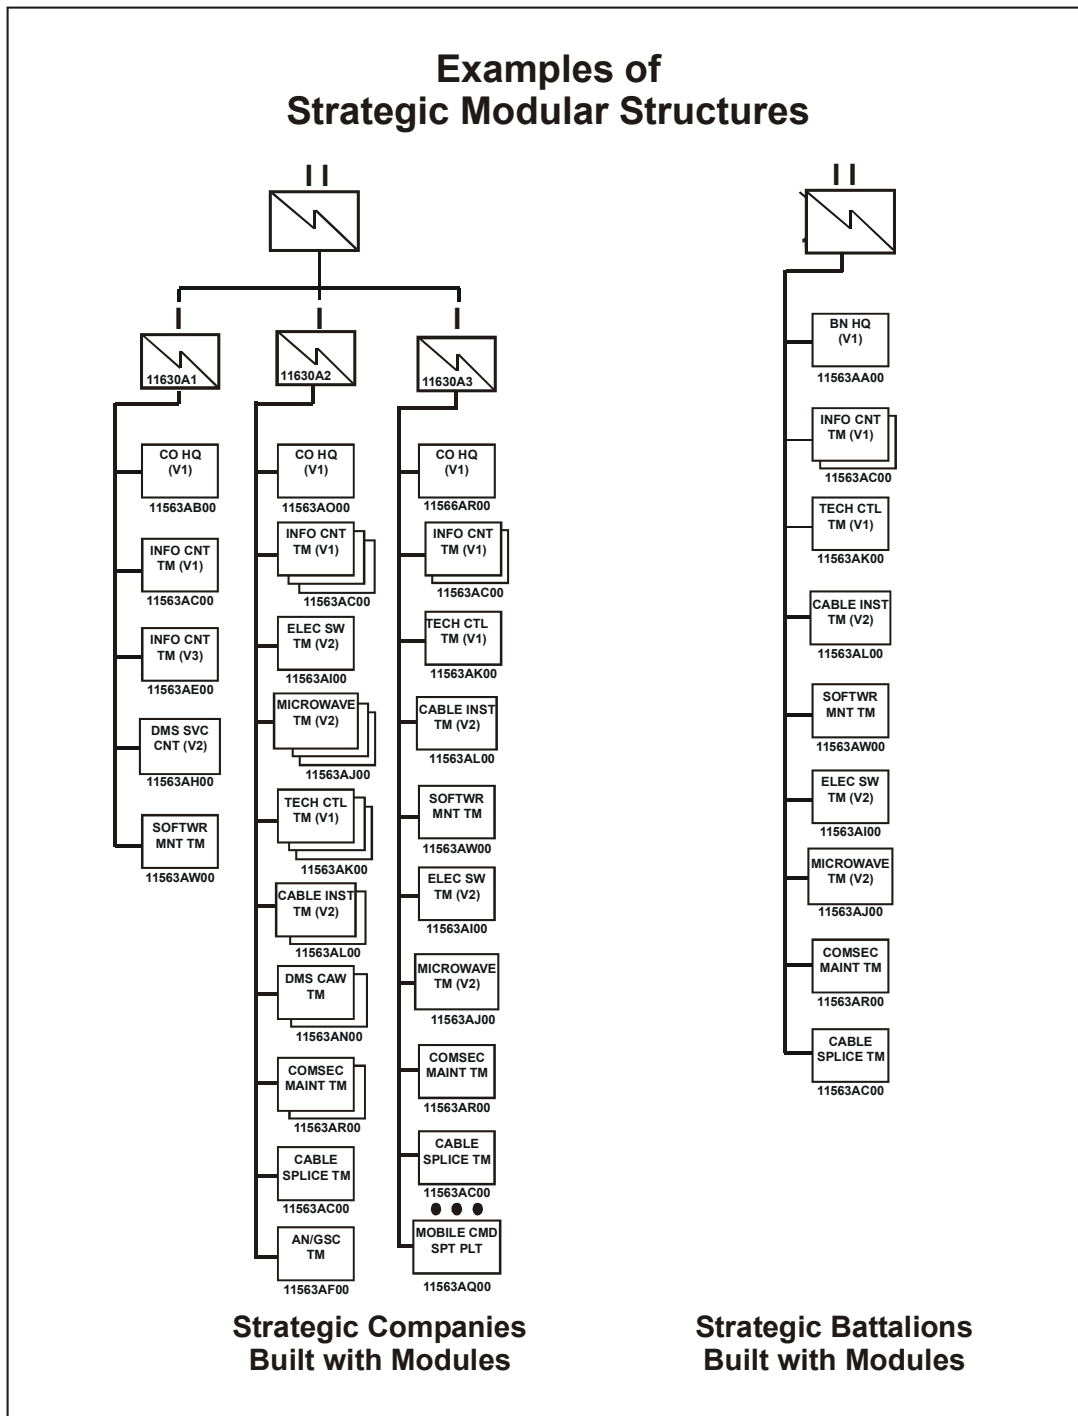 Examples of
Strategic Modular Structures
11630A1
CO HQ
(V1)
11563AB00
INFO CNT
TM (V1)
11563AC00
INFO CNT
TM (V3)
11563AE00
DMS SVC
CNT (V2)
11563AH00
SOFTWR
MNT TM
11563AW00
11630A2
CO HQ
(V1)
11563AO00
INFO CNT
TM (V1)
11563AC00
ELEC SW
TM (V2)
11563AI00
MICROWAVE
TM (V2)
11563AJ00
TECH CTL
TM (V1)
11563AK00
CABLE INST
TM (V2)
11563AL00
DMS CAW
TM
11563AN00
COMSEC
MAINT TM
11563AR00
CABLE
SPLICE TM
11563AC00
AN/GSC
TM
11563AF00
11630A3
CO HQ
(V1)
11566AR00
INFO CNT
TM (V1)
11563AC00
TECH CTL
TM (V1)
11563AK00
CABLE INST
TM (V2)
11563AL00
SOFTWR
MNT TM
11563AW00
ELEC SW
TM (V2)
11563AI00
MICROWAVE
TM (V2)
11563AJ00
COMSEC
MAINT TM
11563AR00
CABLE
SPLICE TM
11563AC00
MOBILE CMD
SPT PLT
11563AQ00
Strategic Companies
Built with Modules
BN HQ
(V1)
11563AA00
INFO CNT
TM (V1)
11563AC00
TECH CTL
TM (V1)
11563AK00
CABLE INST
TM (V2)
11563AL00
SOFTWR
MNT TM
11563AW00
ELEC SW
TM (V2)
11563AI00
MICROWAVE
TM (V2)
11563AJ00
COMSEC
MAINT TM
11563AR00
CABLE
SPLICE TM
11563AC00
Strategic Battalions
Built with Modules